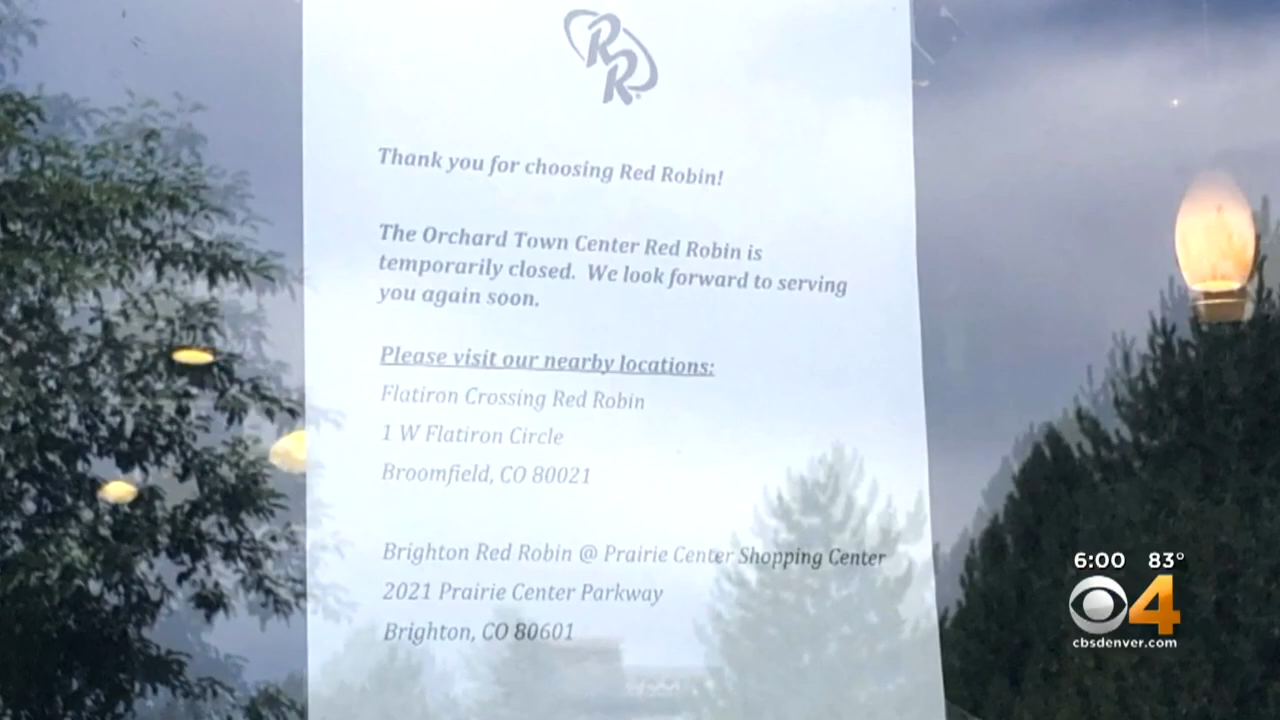 RR
Thank you for choosing Red Robin!
The Orchard Town Center Red Robin is
temporarily closed.  We look forward to serving
you again soon.
Please visit our nearby locations:
Flatiron Crossing Red Robin
1 W Flatiron Circle
Broomfield, CO 80021
Brighton Red Robin @ Prairie Center Shopping Center
2021 Prairie Center Parkway
Brighton, CO 80601
6:00 83°
4
cbsdenver.com